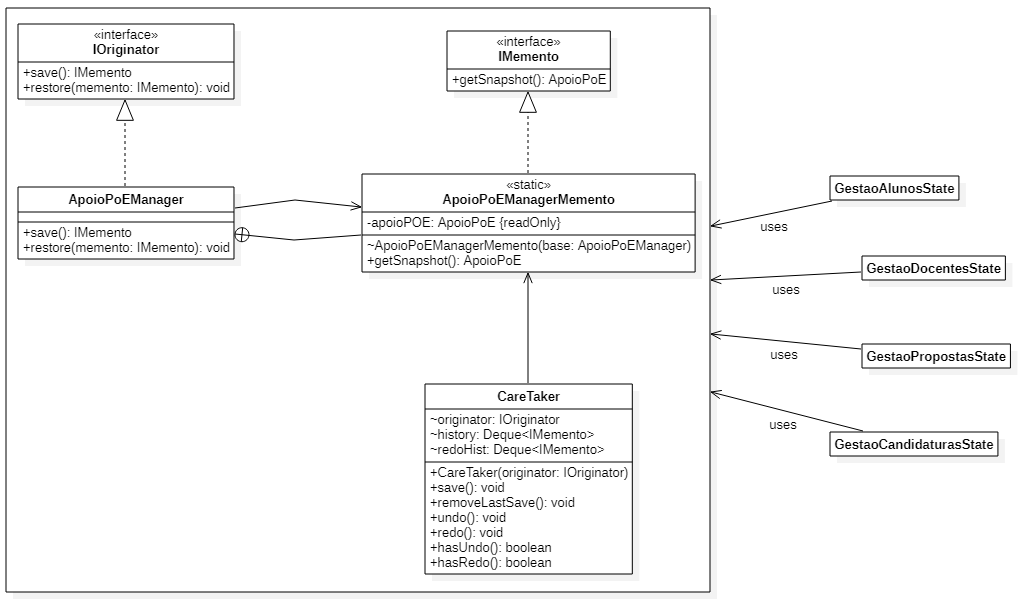 «interface»
IOriginator
+save(): IMemento
+restore(memento: IMemento): void
«interface»
IMemento
+getSnapshot(): ApoioPoE
ApoioPoEManager
+save(): IMemento
+restore(memento: IMemento): void
«static»
ApoioPoEManagerMemento
-apoioPOE: ApoioPoE {readOnly}
~ApoioPoEManagerMemento(base: ApoioPoEManager)
+getSnapshot(): ApoioPoE
CareTaker
~originator: IOriginator
~history: Deque<IMemento>
~redoHist: Deque<IMemento>
+CareTaker(originator: IOriginator)
+save(): void
+removeLastSave(): void
+undo(): void
+redo(): void
+hasUndo(): boolean
+hasRedo(): boolean
GestaoAlunosState
uses
GestaoDocentesState
uses
GestaoPropostasState
uses
GestaoCandidaturasState
uses